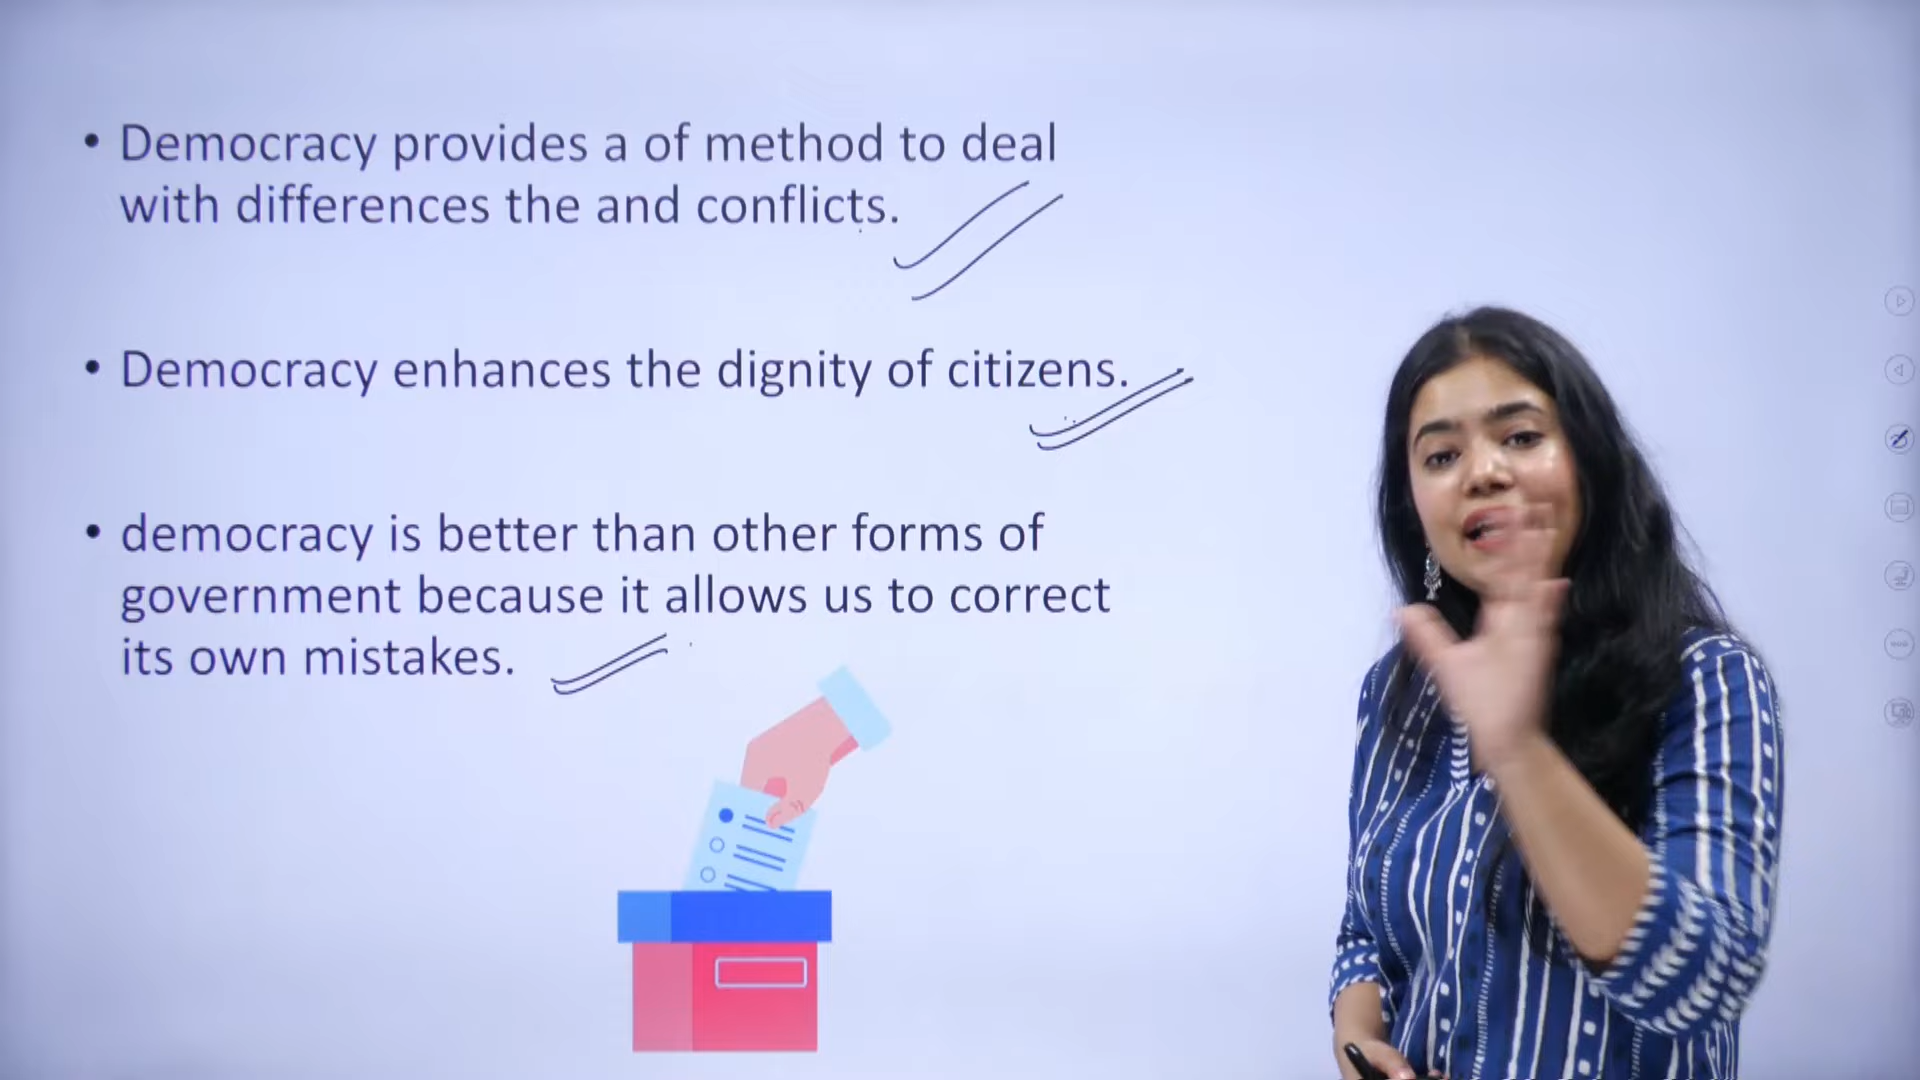 • Democracy provides a of method to deal
with differences the and conflicts.
• Democracy enhances the dignity of citizens.
• democracy is better than other forms of
government because it allows us to correct
its own mistakes.